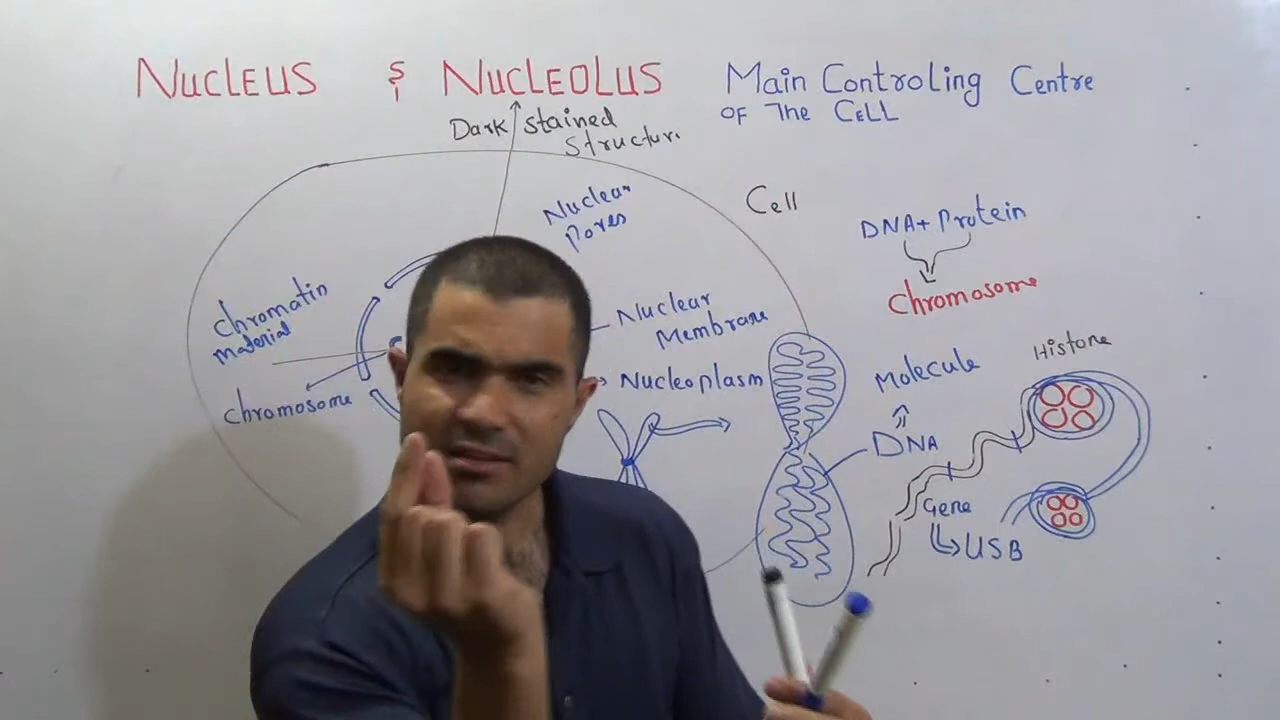 NUCLEUS & NUCLEOLUS
Main Controling Centre
OF The CELL
Dark stained
Structur.
Nuclear
pores
Cell
DNA + Protein
Chromosome
Chromatin
material
chromosome
Nuclear
Membrane
Nucleoplasm
Molecule
DNA
Histone
Gene
USB